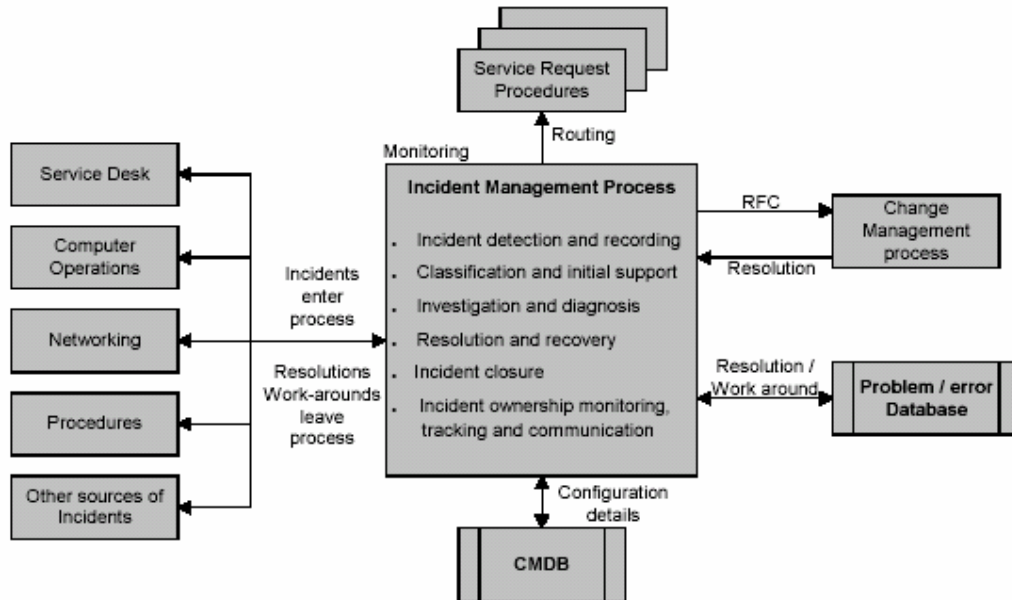 Service Request
Procedures
Routing
Monitoring
Service Desk
Computer
Operations
Networking
Procedures
Other sources of
Incidents
Incidents
enter
process
Resolutions
Work-arounds
leave
process
Incident Management Process
. Incident detection and recording
. Classification and initial support
. Investigation and diagnosis
. Resolution and recovery
. Incident closure
. Incident ownership monitoring,
tracking and communication
RFC
Resolution
Change
Management
process
Resolution /
Work around
Problem / error
Database
Configuration
details
CMDB